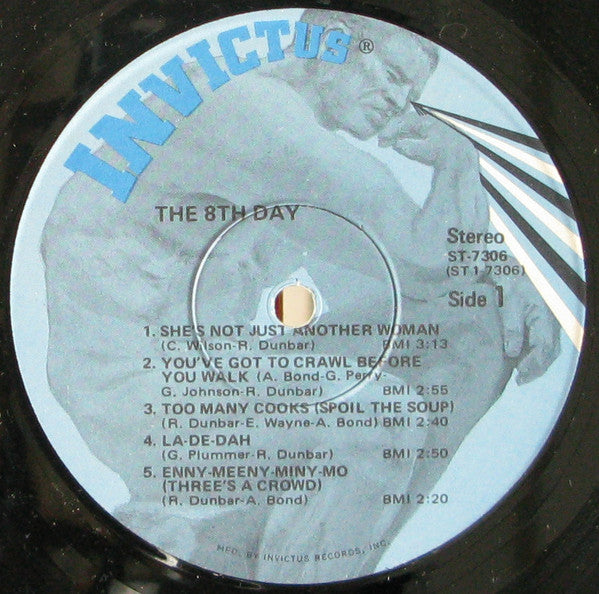 INVICTUS®
THE 8TH DAY
Stereo
ST-7306
(ST 1-7306)
Side 1
1. SHE'S NOT JUST ANOTHER WOMAN
(C. Wilson-R. Dunbar) BMI 3:13
2. YOU'VE GOT TO CRAWL BEFORE
YOU WALK (A. Bond-G. Perry-
G. Johnson-R. Dunbar) BMI 2:55
3. TOO MANY COOKS (SPOIL THE SOUP)
(R. Dunbar-E. Wayne-A. Bond) BMI 2:40
4. LA-DE-DAH
(G. Plummer-R. Dunbar) BMI 2:50
5. ENNY-MEENY-MINY-MO
(THREE'S A CROWD)
(R. Dunbar-A. Bond) BMI 2:20
MFD. BY INVICTUS RECORDS, INC.